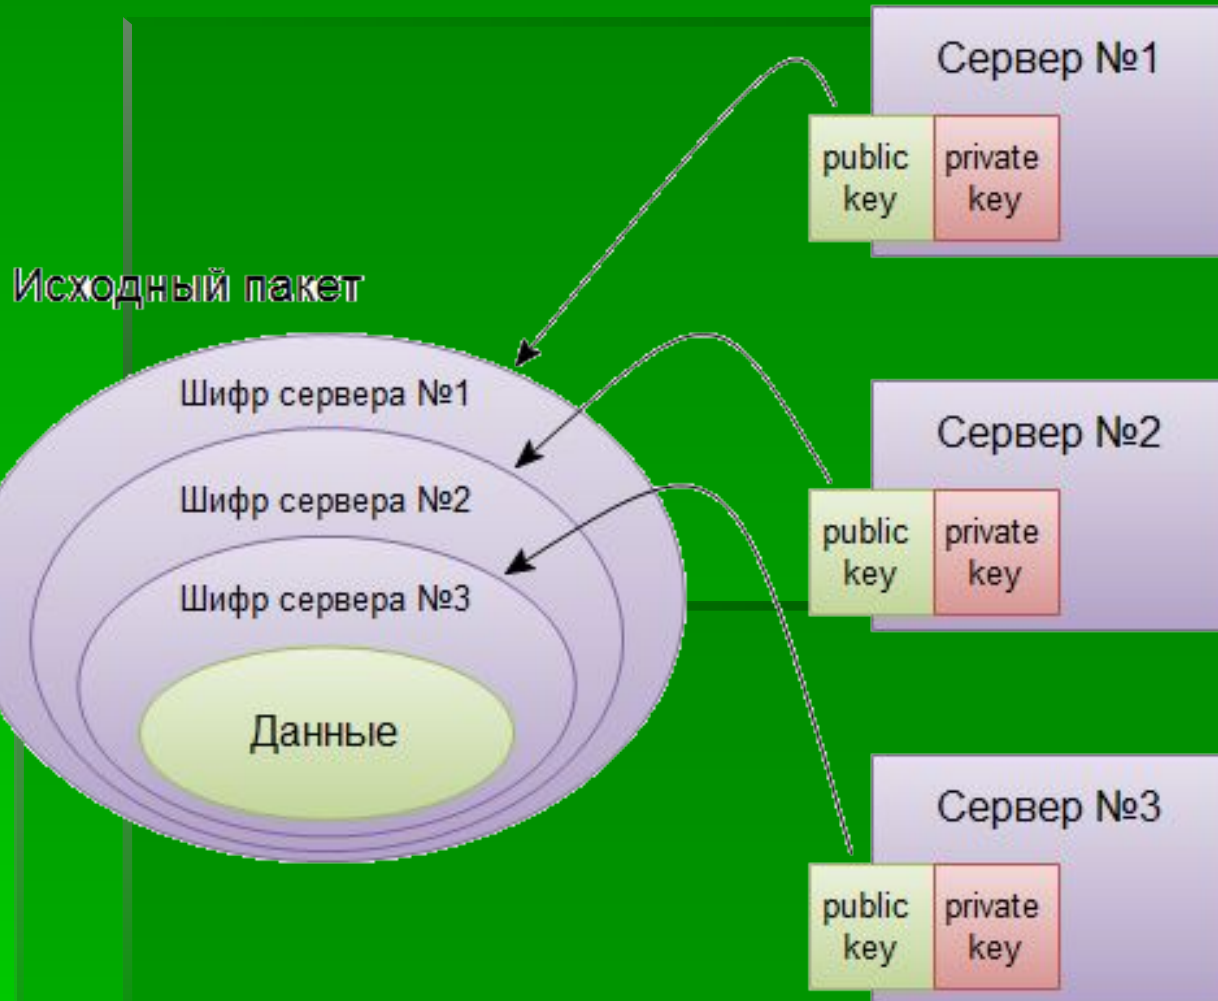 Сервер №1
public private
key key
Исходный пакет
Шифр сервера №1
Шифр сервера №2
Шифр сервера №3
Данные
Сервер №2
public private
key key
Сервер №3
public private
key key